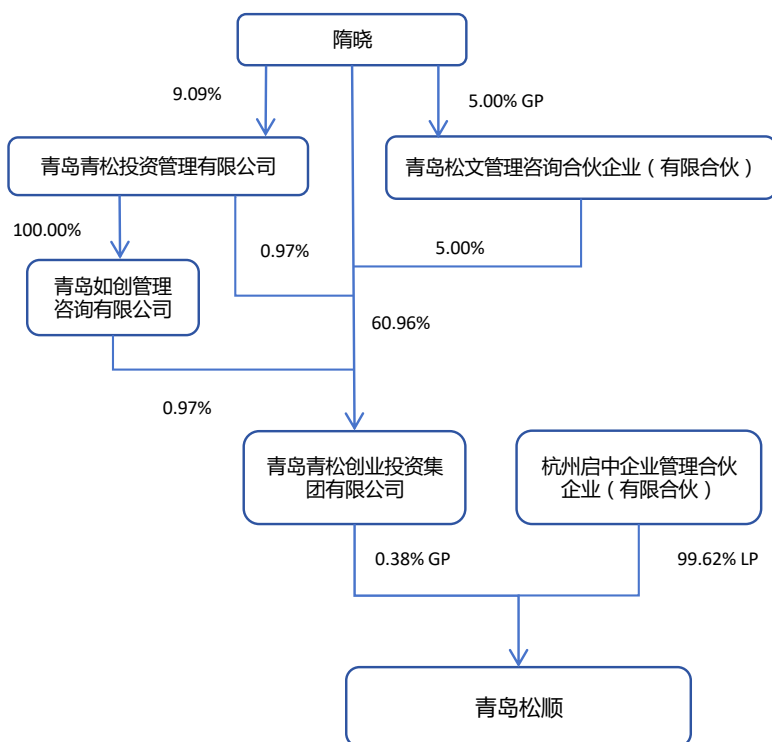 隋晓
9.09%
5.00% GP
青岛青松投资管理有限公司
青岛松文管理咨询合伙企业（有限合伙）
100.00%
0.97%
5.00%
青岛如创管理
咨询有限公司
60.96%
0.97%
青岛青松创业投资集
团有限公司
杭州启中企业管理合伙
企业（有限合伙）
0.38% GP
99.62% LP
青岛松顺